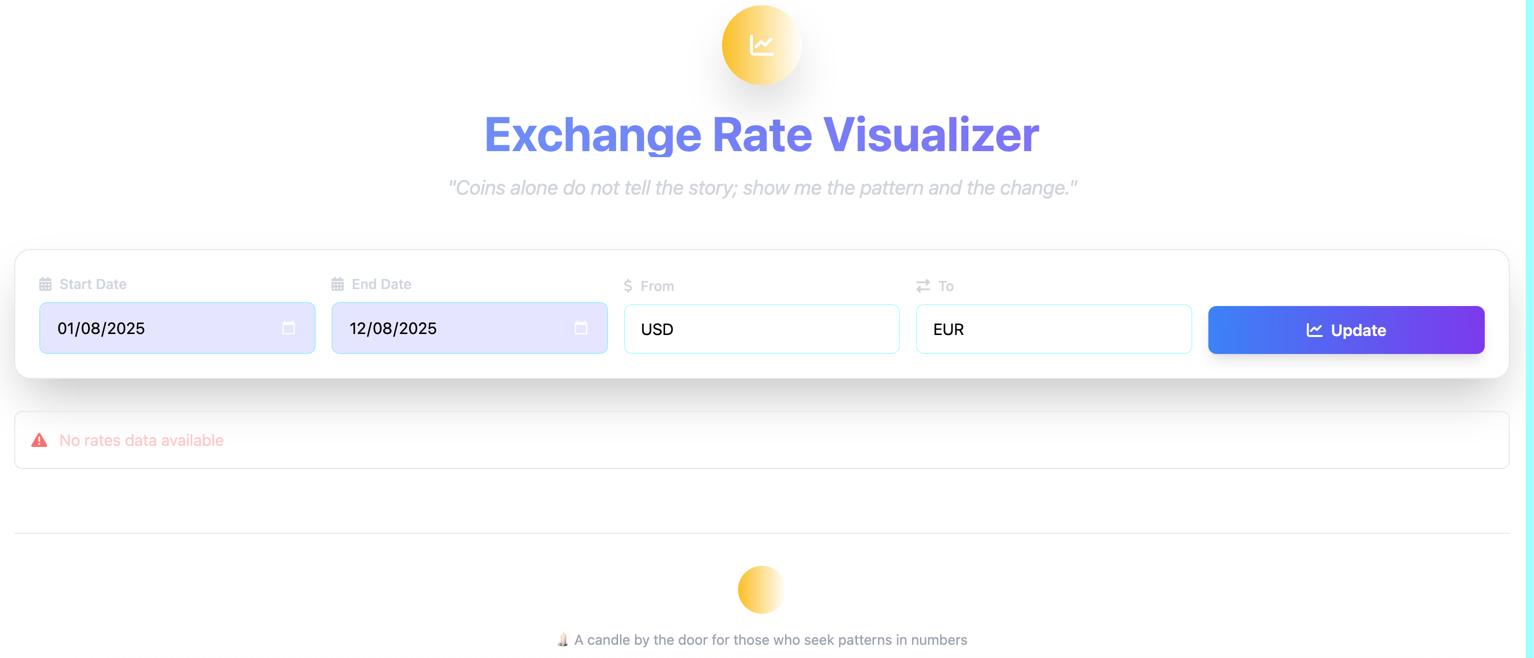 Exchange Rate Visualizer
"Coins alone do not tell the story; show me the pattern and the change."
Start Date
End Date
From
To
01/08/2025
12/08/2025
USD
EUR
Update
No rates data available
A candle by the door for those who seek patterns in numbers